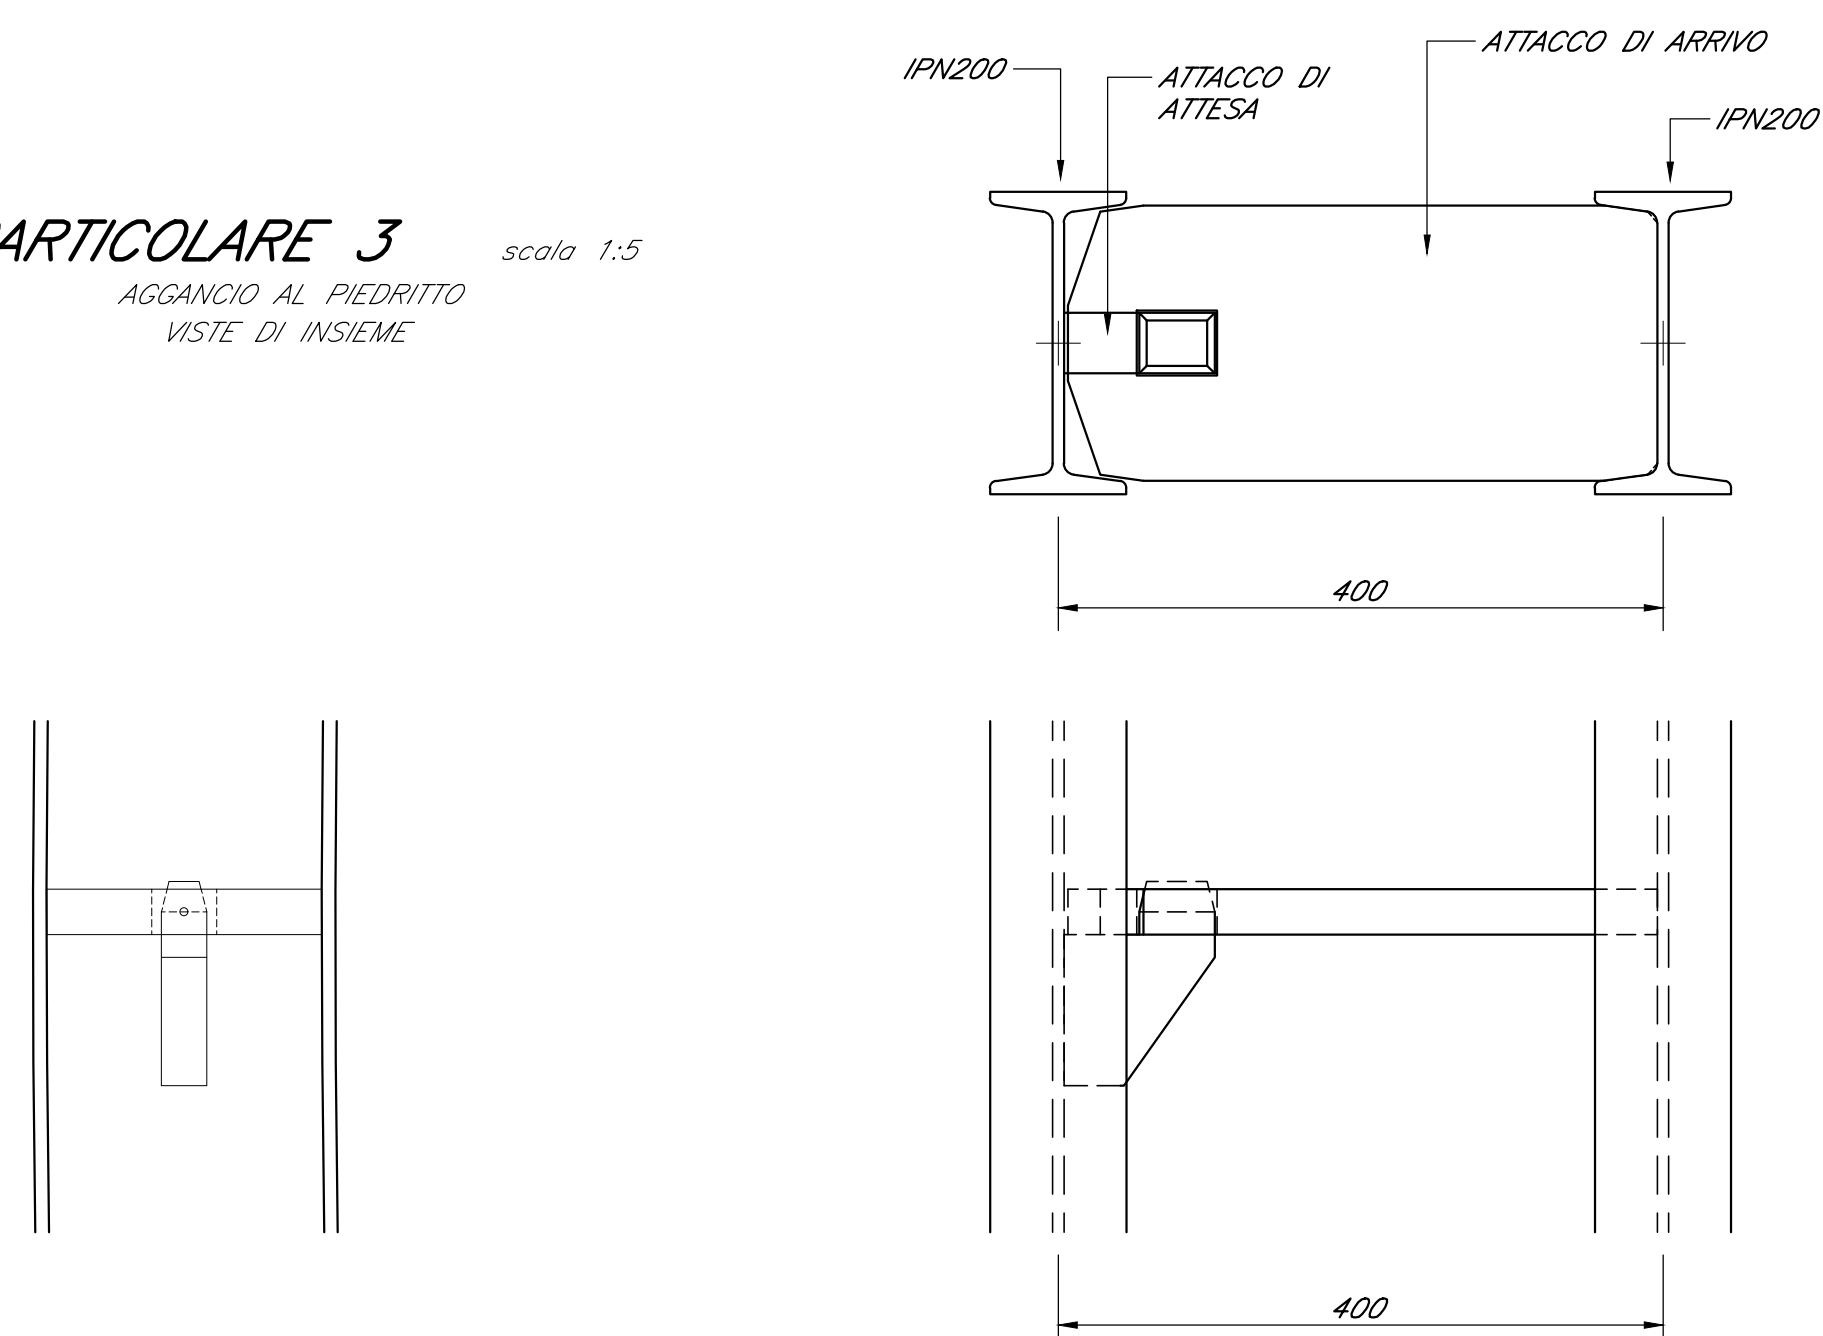 IPN200
ATTACCO DI
ATTESA
ATTACCO DI ARRIVO
IPN200
ARTICOLARE 3
scala 1:5
AGGANCIO AL PIEDRITTO
VISTE DI INSIEME
400
400